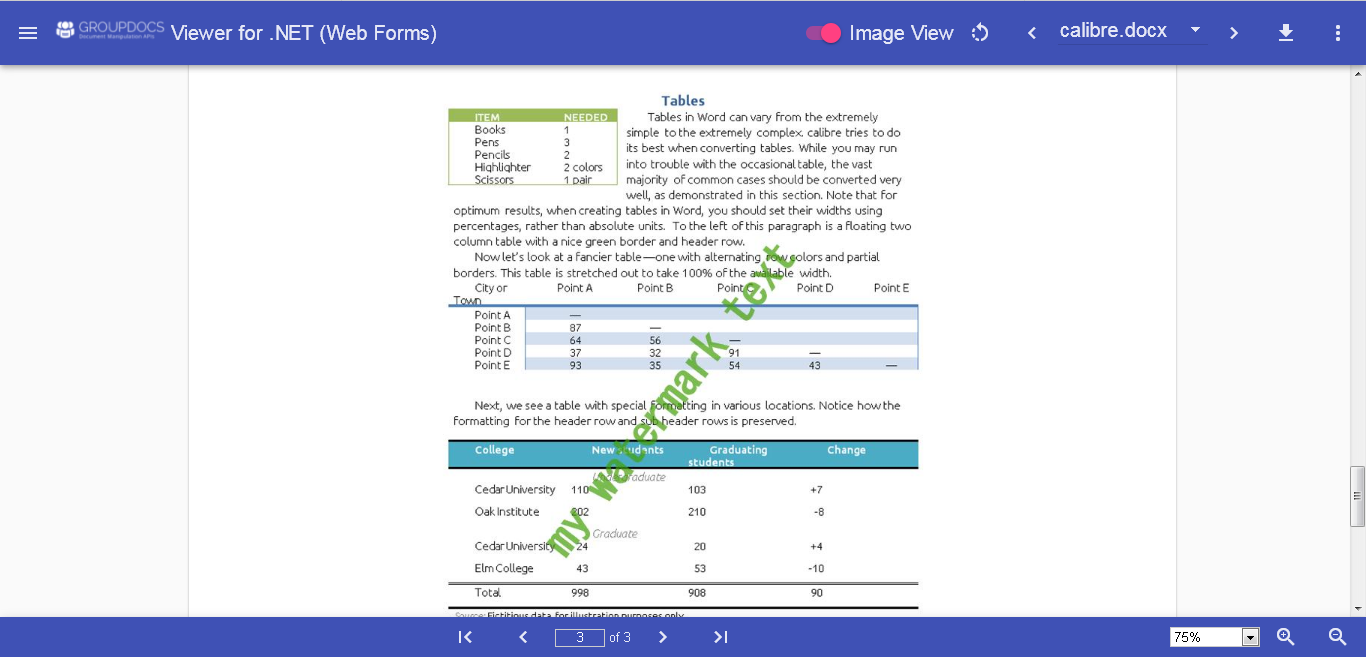 GROUPDOCS
Document Manipulation APIs
Viewer for .NET (Web Forms)
Image View
calibre.docx
Tables
ITEM NEEDED
Books 1
Pens 3
Pencils 2
Highlighter 2 colors
Scissors 1 pair
Tables in Word can vary from the extremely
simple to the extremely complex. calibre tries to do
its best when converting tables. While you may run
into trouble with the occasional table, the vast
majority of common cases should be converted very
well, as demonstrated in this section. Note that for
optimum results, when creating tables in Word, you should set their widths using
percentages, rather than absolute units. To the left of this paragraph is a floating two
column table with a nice green border and header row.
Now let's look at a fancier table—one with alternating row colors and partial
borders. This table is stretched out to take 100% of the available width.
City or Point A Point B Point C Point D Point E
Town
Point A —
Point B 87 —
Point C 64 56 —
Point D 37 32 91 —
Point E 93 35 54 43 —
Next, we see a table with special formatting in various locations. Notice how the
formatting for the header row and sub header rows is preserved.
College New students Graduating Change
students
Undergraduate
Cedar University 110 103 +7
Oak Institute 202 210 -8
Graduate
Cedar University 24 20 +4
Elm College 43 53 -10
Total 998 908 90
Source: Fictitious data, for illustration purposes only
my watermark text
3 of 3
75%